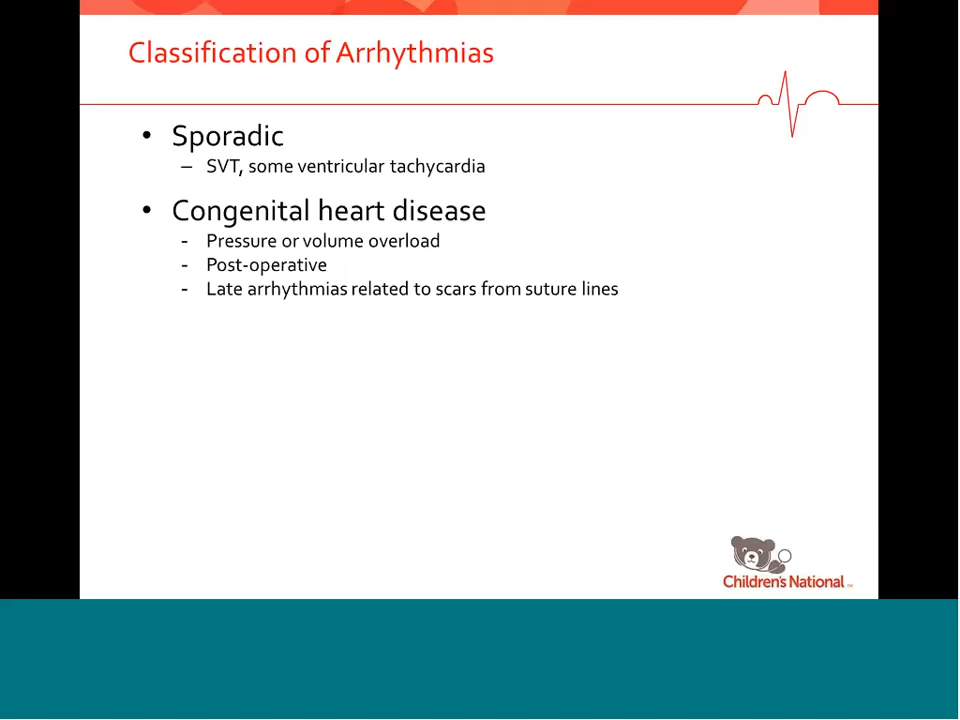 Classification of Arrhythmias
• Sporadic
– SVT, some ventricular tachycardia
• Congenital heart disease
- Pressure or volume overload
- Post-operative
- Late arrhythmias related to scars from suture lines
Children's National™